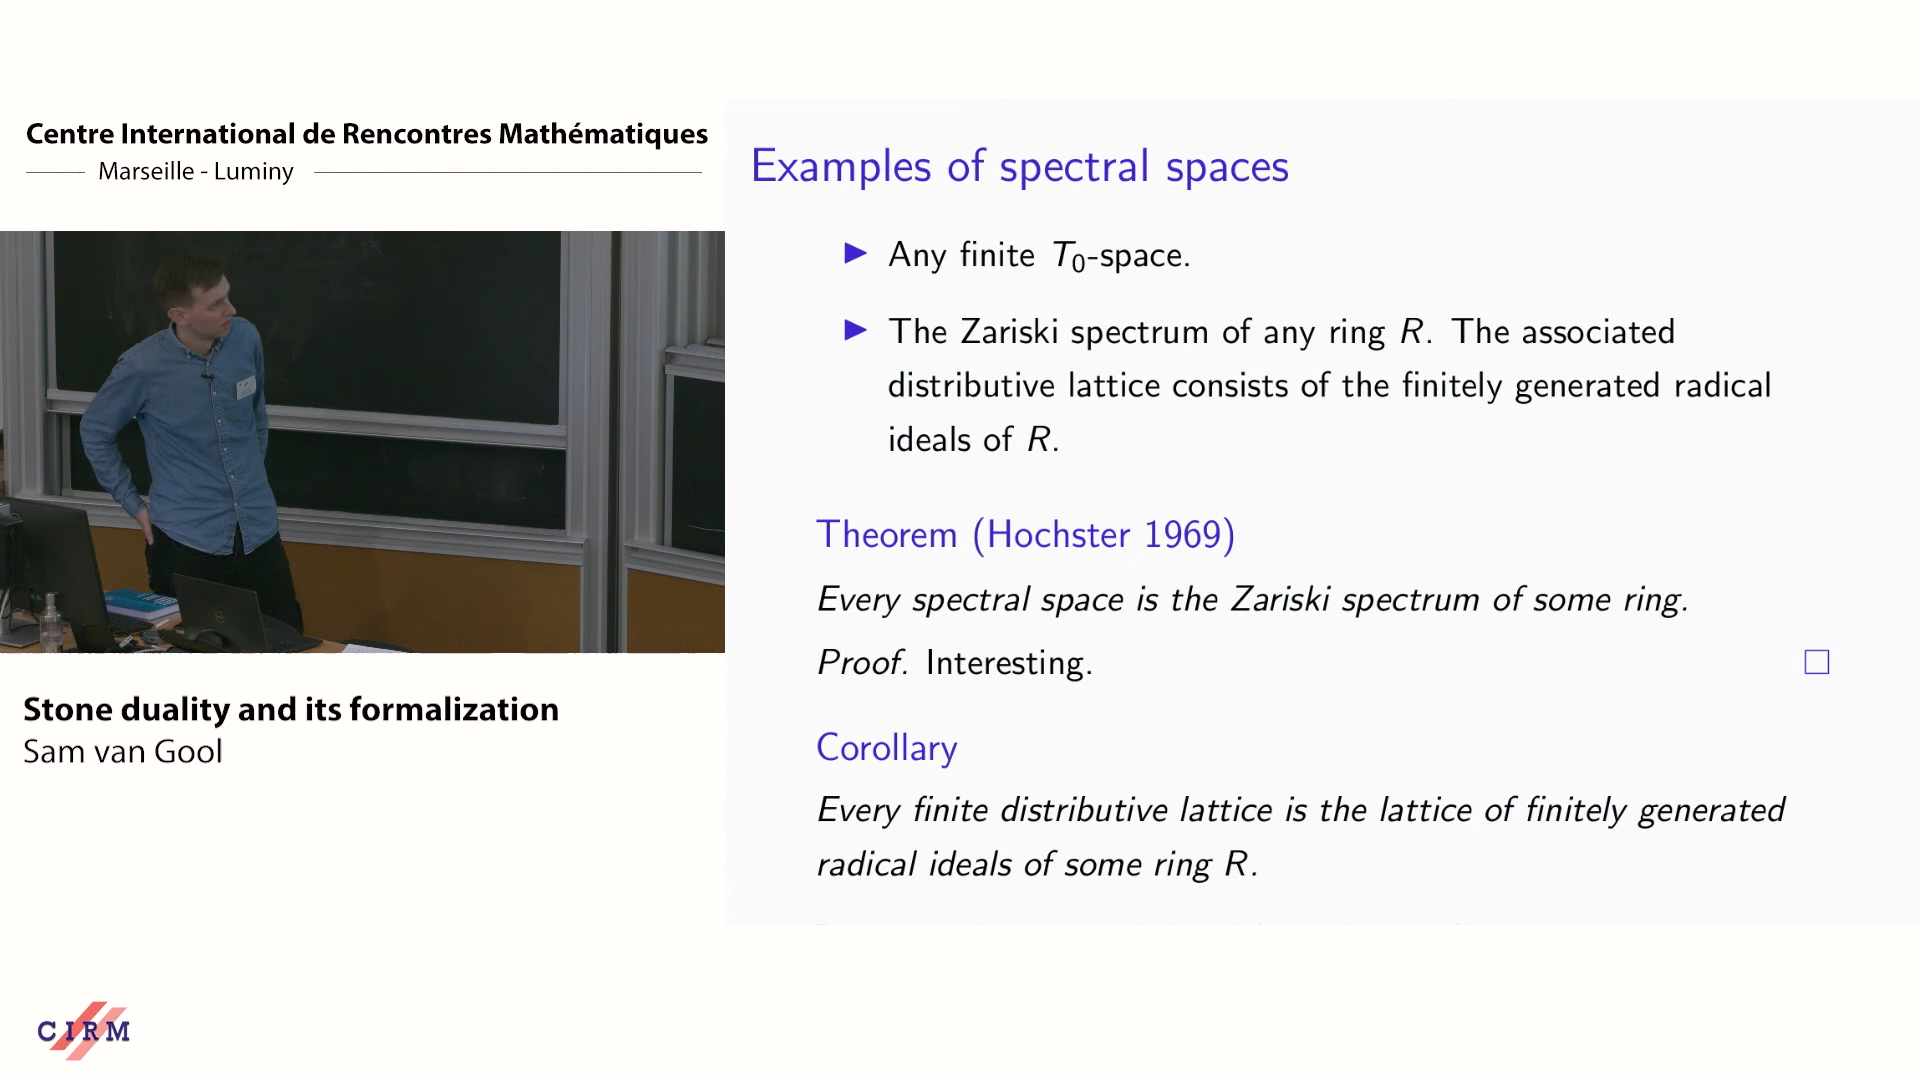 Centre International de Rencontres Mathématiques
Marseille - Luminy
Examples of spectral spaces
▶ Any finite T₀-space.
▶ The Zariski spectrum of any ring R. The associated
distributive lattice consists of the finitely generated radical
ideals of R.
Theorem (Hochster 1969)
Every spectral space is the Zariski spectrum of some ring.
Proof. Interesting. □
Corollary
Every finite distributive lattice is the lattice of finitely generated
radical ideals of some ring R.
Stone duality and its formalization
Sam van Gool
CIRM